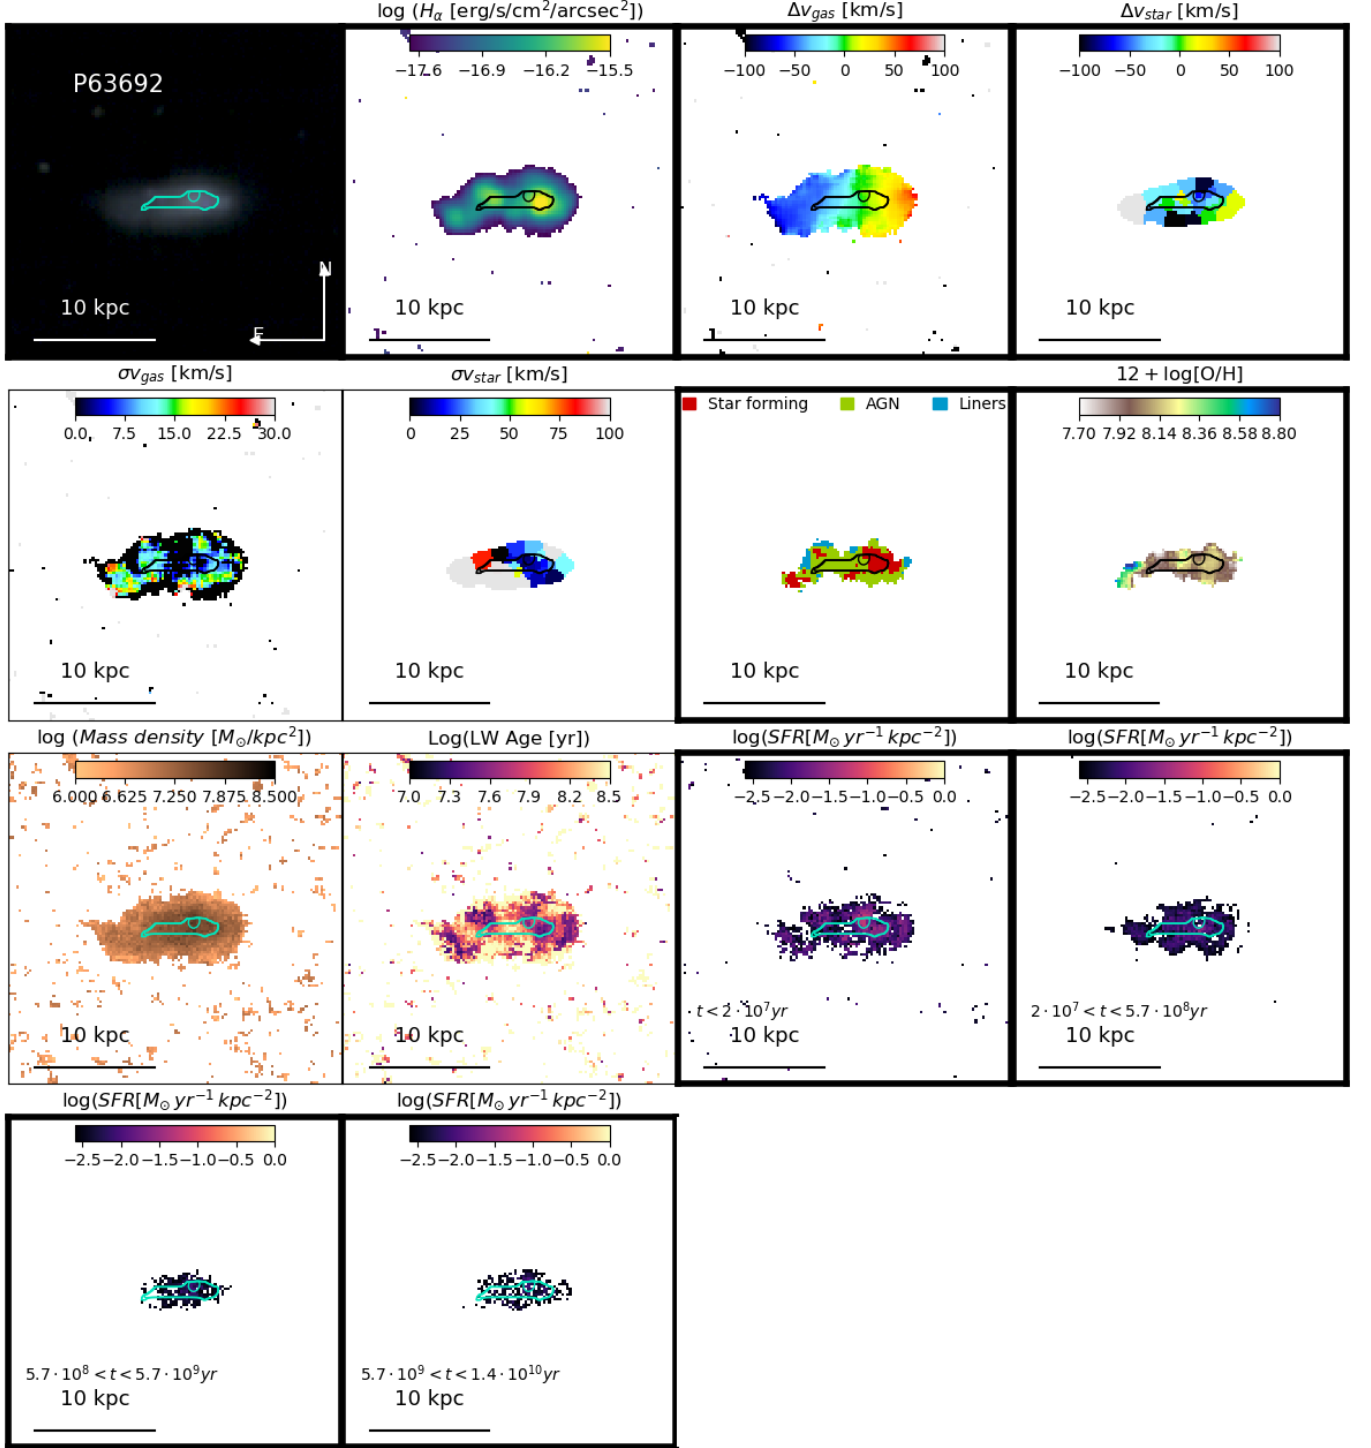 log (Hα [erg/s/cm²/arcsec²])
Δv_gas [km/s]
Δv_star [km/s]
P63692
−17.6 −16.9 −16.2 −15.5
−100 −50 0 50 100
−100 −50 0 50 100
N
E
10 kpc
10 kpc
10 kpc
10 kpc
σv_gas [km/s]
σv_star [km/s]
12 + log[O/H]
0.0 7.5 15.0 22.5 30.0
0 25 50 75 100
Star forming AGN Liners
7.70 7.92 8.14 8.36 8.58 8.80
10 kpc
10 kpc
10 kpc
10 kpc
log (Mass density [M⊙/kpc²])
Log(LW Age [yr])
log(SFR[M⊙ yr⁻¹ kpc⁻²])
log(SFR[M⊙ yr⁻¹ kpc⁻²])
6.000 6.625 7.250 7.875 8.500
7.0 7.3 7.6 7.9 8.2 8.5
−2.5 −2.0 −1.5 −1.0 −0.5 0.0
−2.5 −2.0 −1.5 −1.0 −0.5 0.0
t < 2 · 10⁷yr
2 · 10⁷ < t < 5.7 · 10⁸yr
10 kpc
10 kpc
10 kpc
10 kpc
log(SFR[M⊙ yr⁻¹ kpc⁻²])
log(SFR[M⊙ yr⁻¹ kpc⁻²])
−2.5 −2.0 −1.5 −1.0 −0.5 0.0
−2.5 −2.0 −1.5 −1.0 −0.5 0.0
5.7 · 10⁸ < t < 5.7 · 10⁹yr
5.7 · 10⁹ < t < 1.4 · 10¹⁰yr
10 kpc
10 kpc